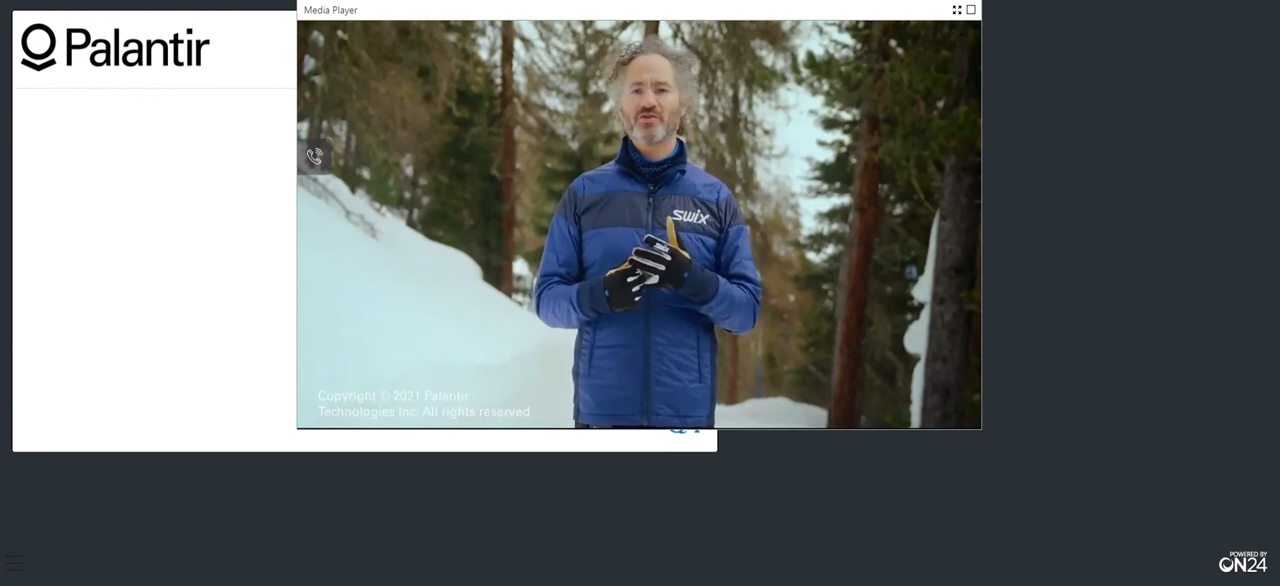 Media Player
Palantir
swix
Copyright © 2021 Palantir
Technologies Inc. All rights reserved
POWERED BY
ON24